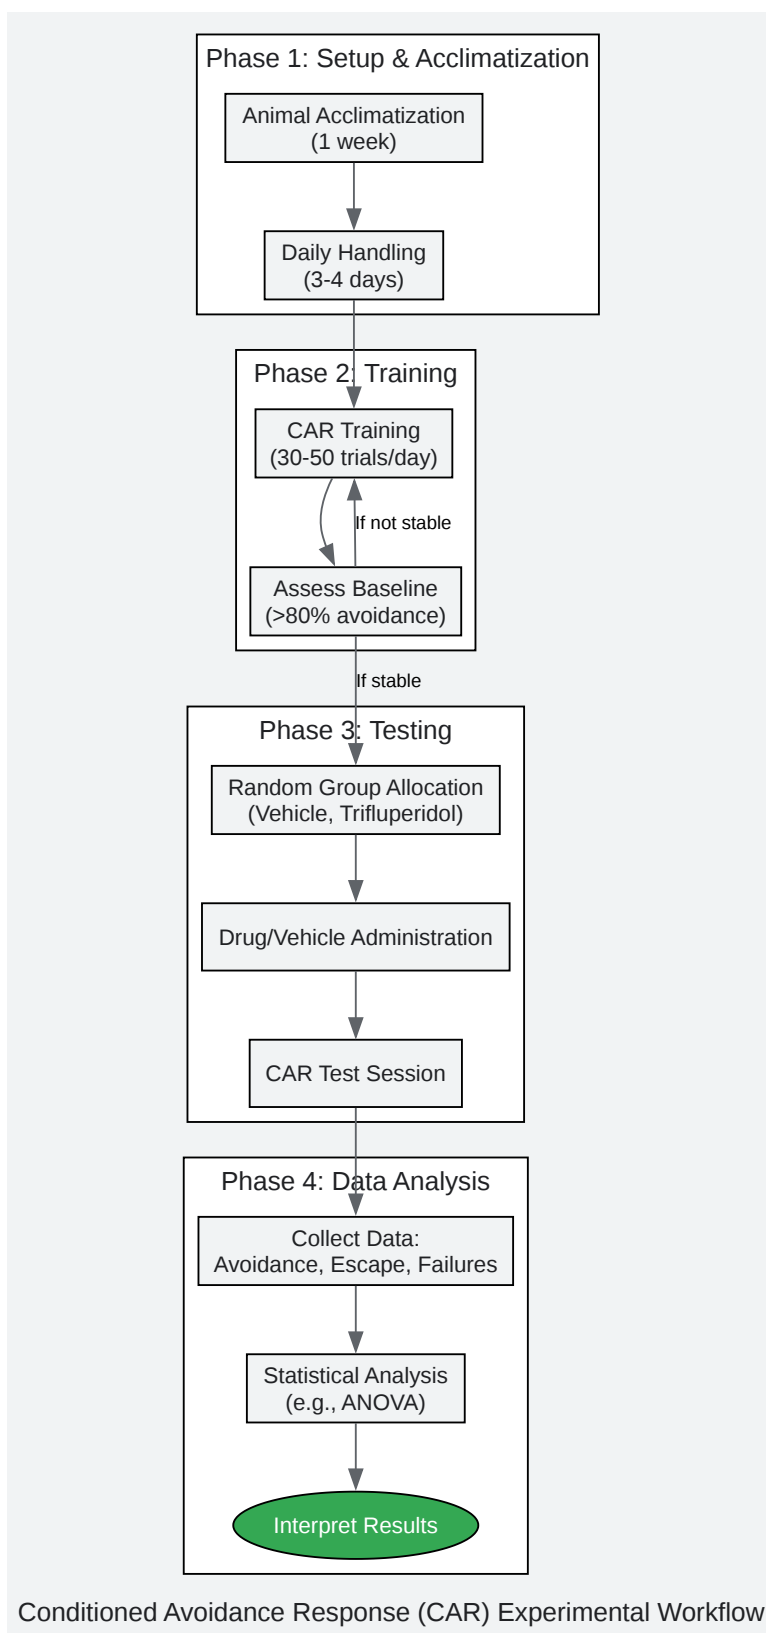 Phase 1: Setup & Acclimatization
Animal Acclimatization
(1 week)
Daily Handling
(3-4 days)
Phase 2: Training
CAR Training
(30-50 trials/day)
If not stable
Assess Baseline
(>80% avoidance)
If stable
Phase 3: Testing
Random Group Allocation
(Vehicle, Trifluperidol)
Drug/Vehicle Administration
CAR Test Session
Phase 4: Data Analysis
Collect Data:
Avoidance, Escape, Failures
Statistical Analysis
(e.g., ANOVA)
Interpret Results
Conditioned Avoidance Response (CAR) Experimental Workflow